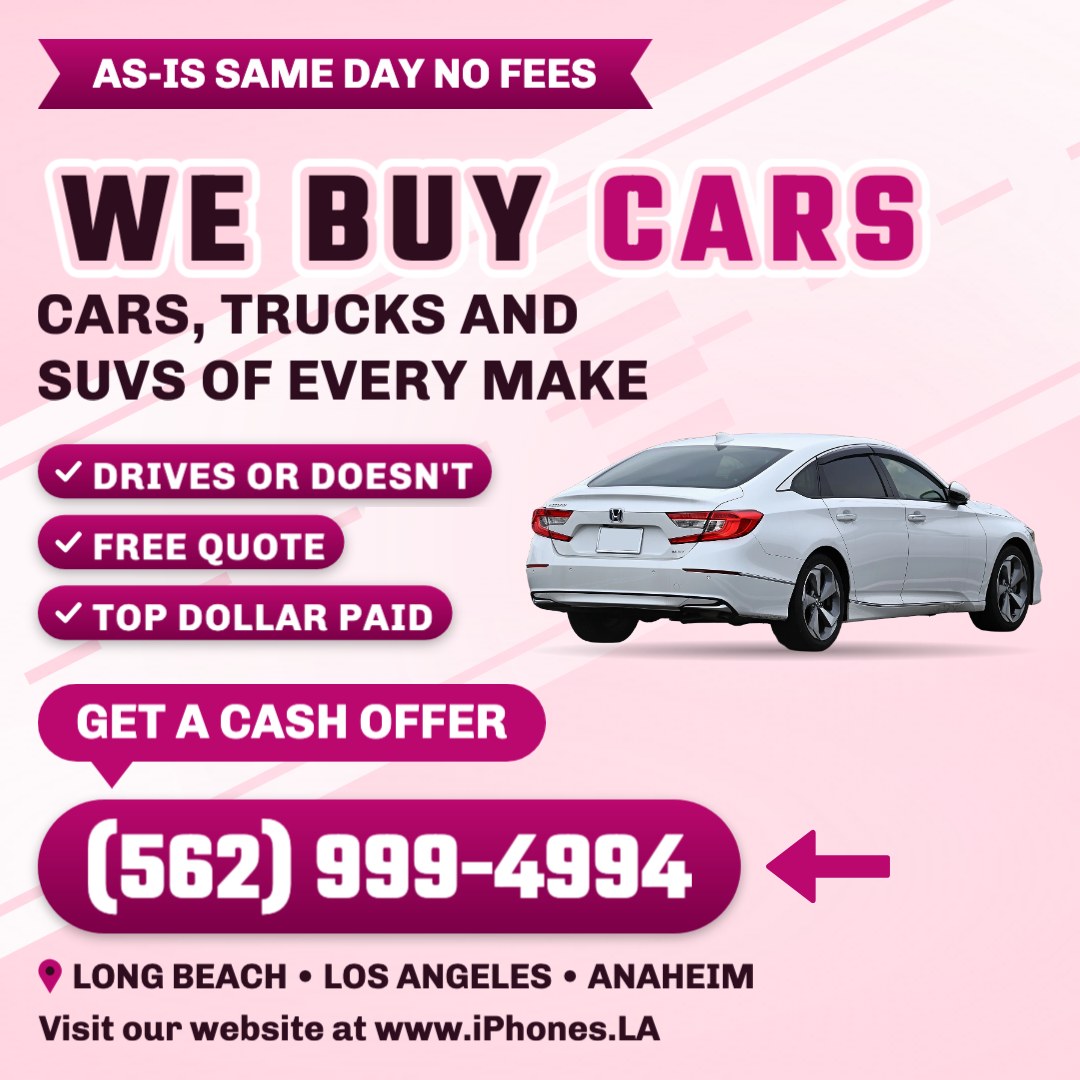 AS-IS SAME DAY NO FEES
WE BUY CARS
CARS, TRUCKS AND
SUVS OF EVERY MAKE
DRIVES OR DOESN'T
FREE QUOTE
TOP DOLLAR PAID
GET A CASH OFFER
(562) 999-4994
LONG BEACH • LOS ANGELES • ANAHEIM
Visit our website at www.iPhones.LA